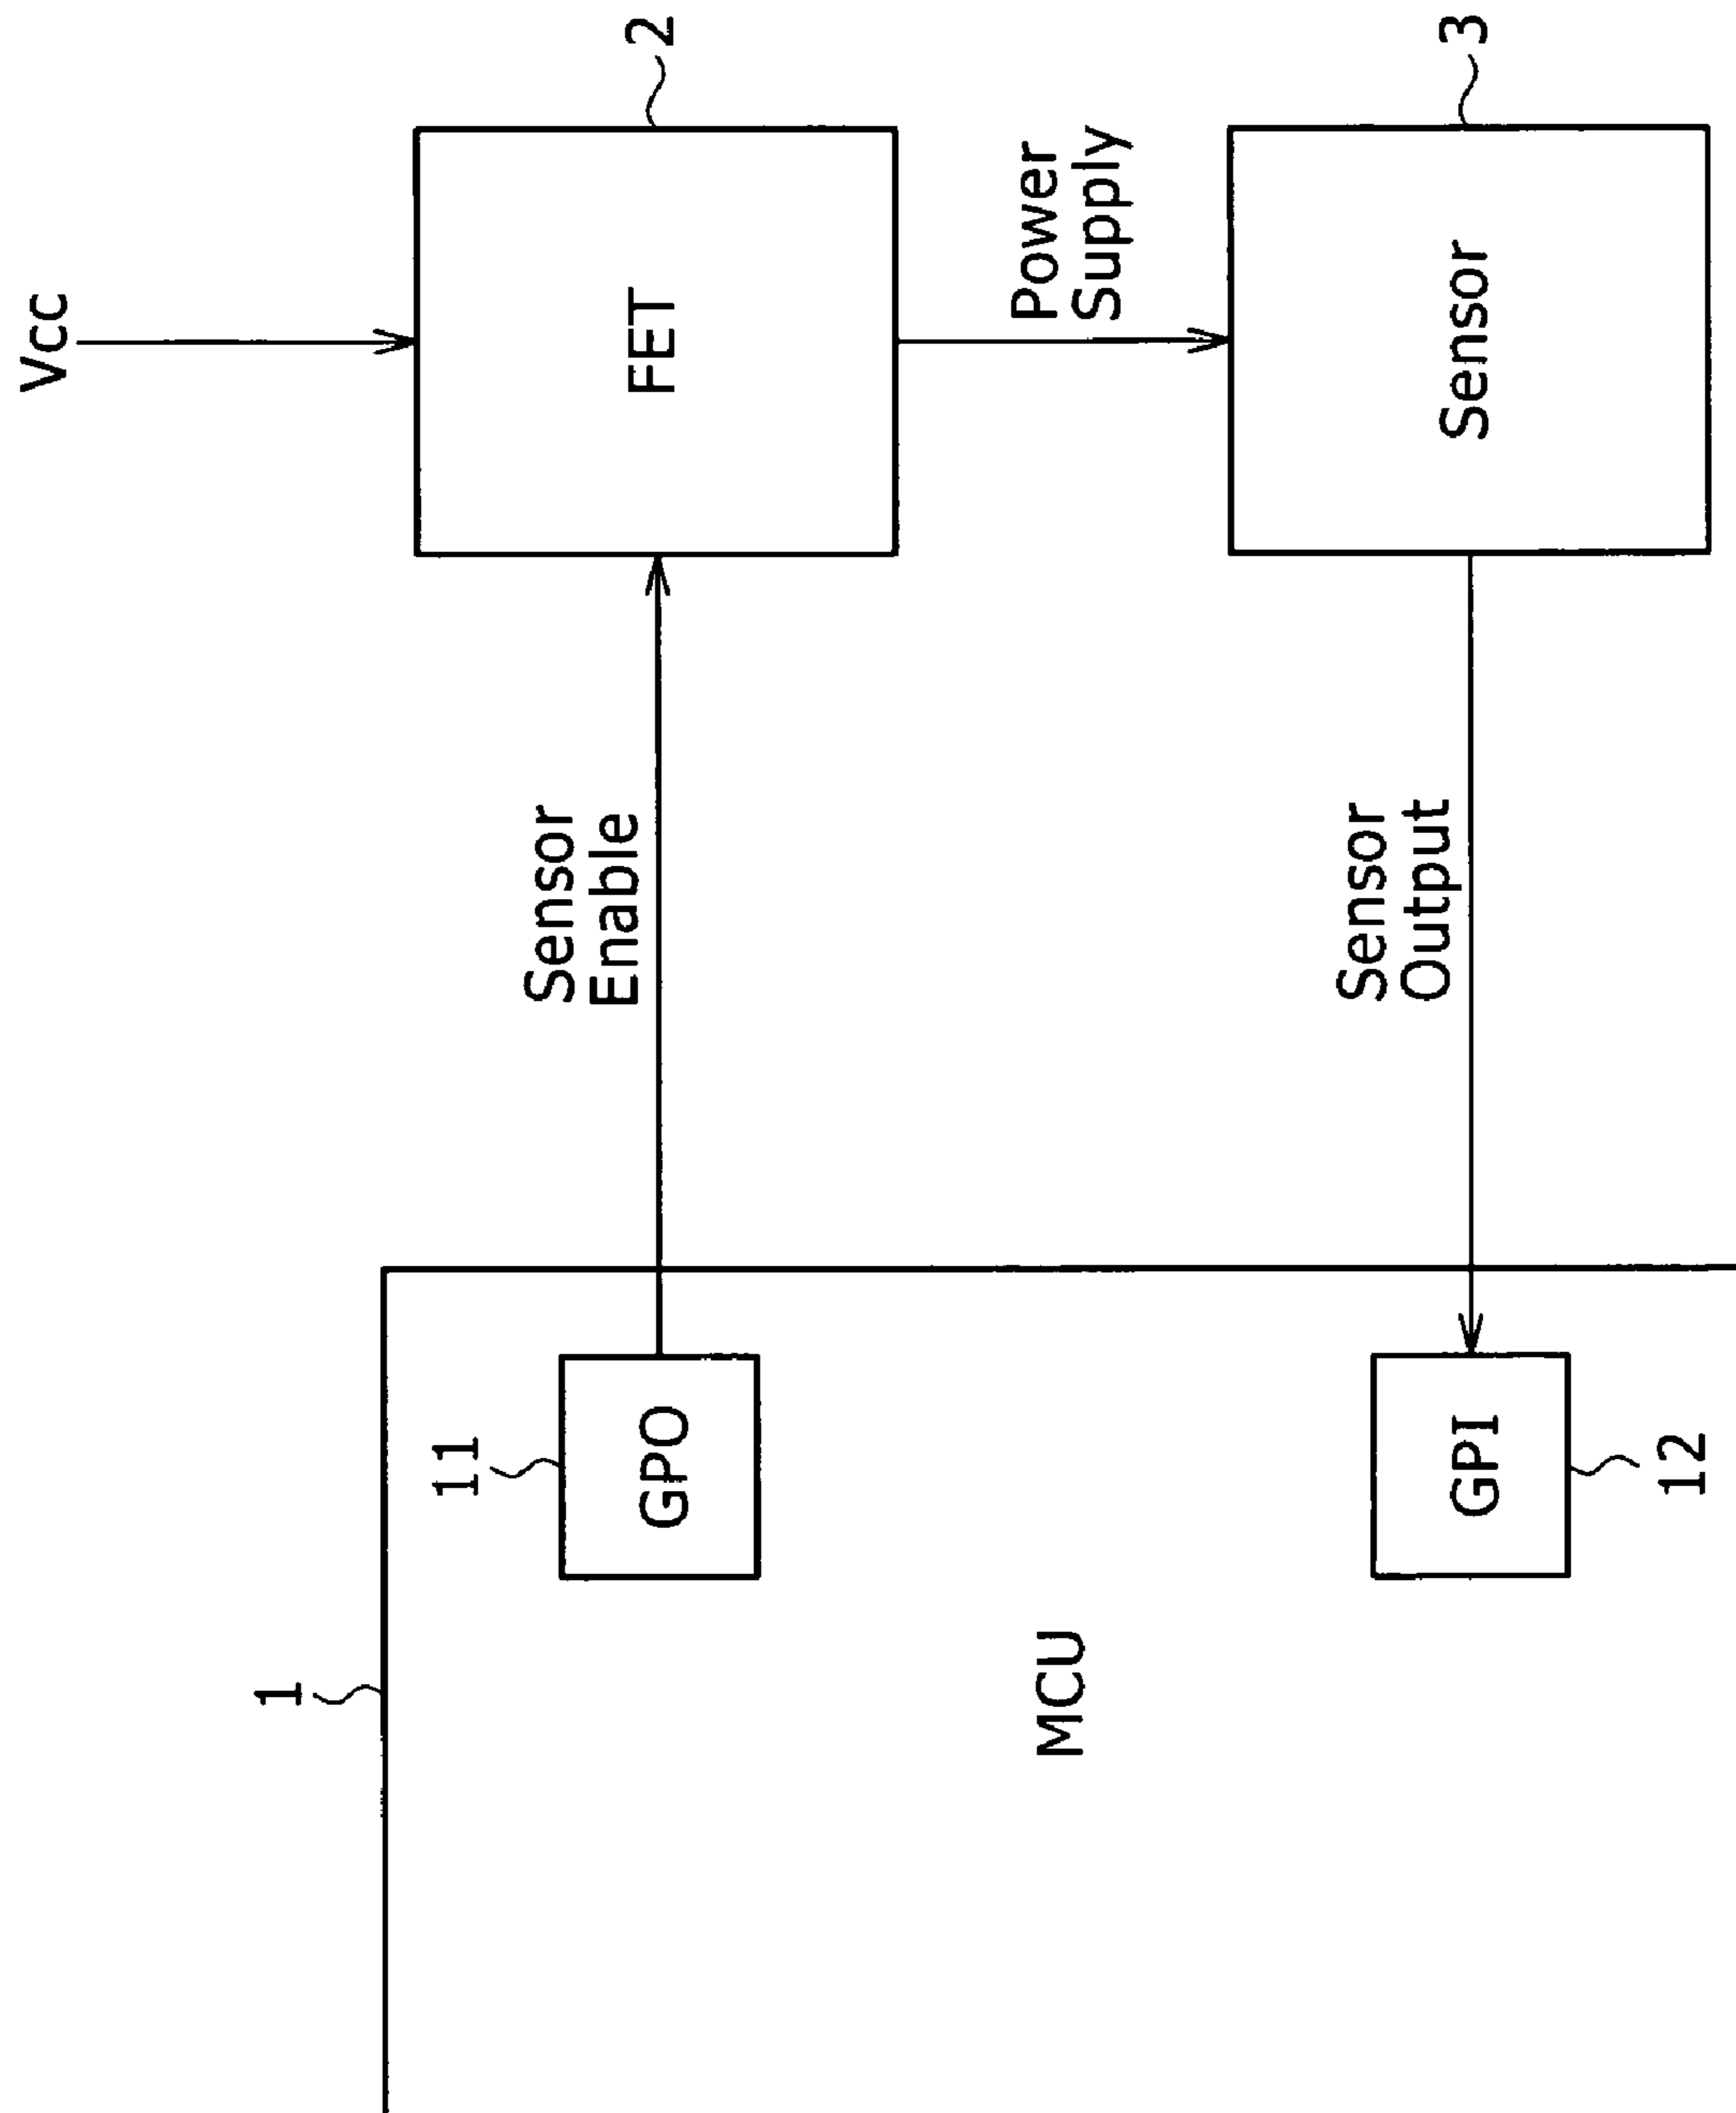 Vcc
2
FET
Sensor
Enable
Power
Supply
3
Sensor
Sensor
Output
1
11
GPO
MCU
GPI
12